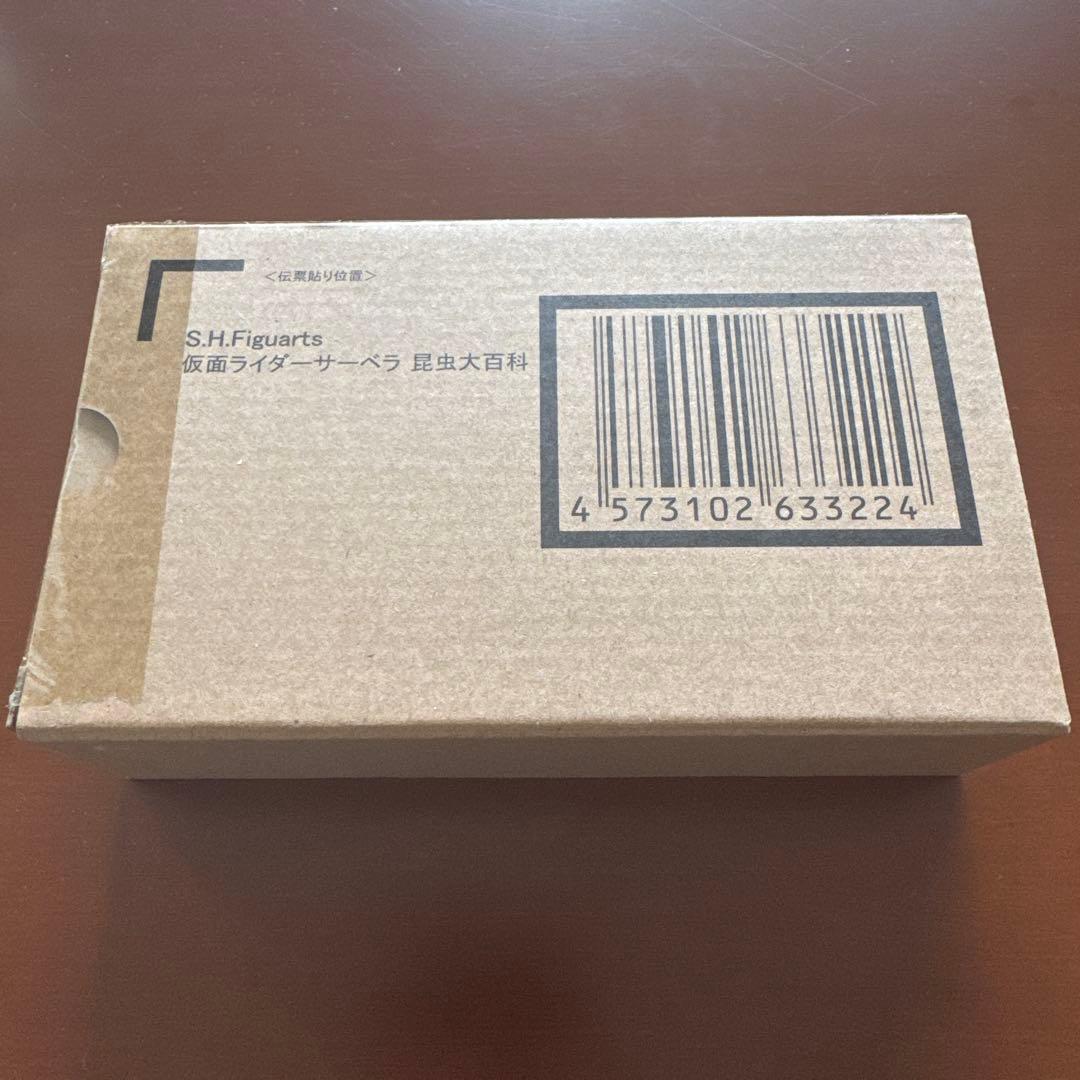 ＜伝票貼り位置＞
S.H.Figuarts
仮面ライダーサーベラ 昆虫大百科
4 573102 633224